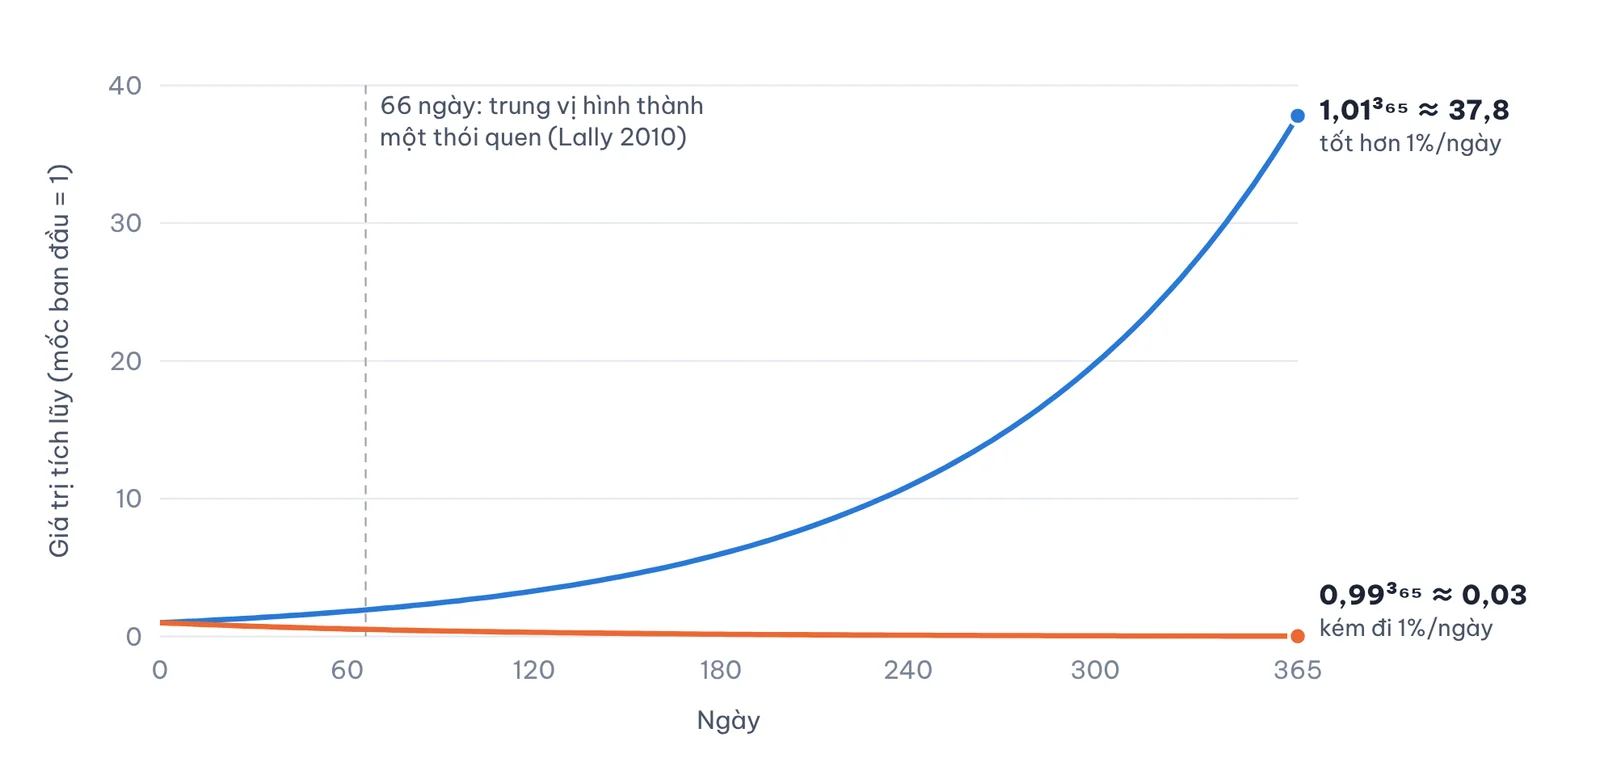 40
66 ngày: trung vị hình thành
một thói quen (Lally 2010)
1,01³⁶⁵ ≈ 37,8
tốt hơn 1%/ngày
30
20
10
0
Giá trị tích lũy (mốc ban đầu = 1)
0,99³⁶⁵ ≈ 0,03
kém đi 1%/ngày
0 60 120 180 240 300 365
Ngày